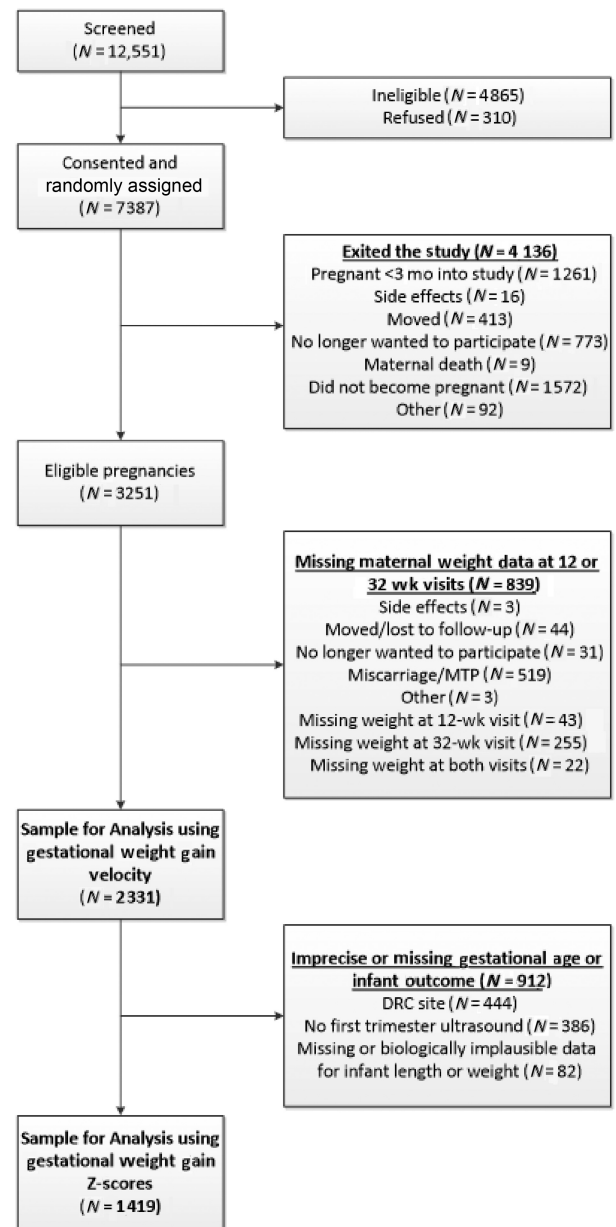 Screened
(N = 12,551)
Ineligible (N = 4865)
Refused (N = 310)
Consented and
randomly assigned
(N = 7387)
Exited the study (N = 4 136)
Pregnant <3 mo into study (N = 1261)
Side effects (N = 16)
Moved (N = 413)
No longer wanted to participate (N = 773)
Maternal death (N = 9)
Did not become pregnant (N = 1572)
Other (N = 92)
Eligible pregnancies
(N = 3251)
Missing maternal weight data at 12 or
32 wk visits (N = 839)
Side effects (N = 3)
Moved/lost to follow-up (N = 44)
No longer wanted to participate (N = 31)
Miscarriage/MTP (N = 519)
Other (N = 3)
Missing weight at 12-wk visit (N = 43)
Missing weight at 32-wk visit (N = 255)
Missing weight at both visits (N = 22)
Sample for Analysis using
gestational weight gain
velocity
(N = 2331)
Imprecise or missing gestational age or
infant outcome (N = 912)
DRC site (N = 444)
No first trimester ultrasound (N = 386)
Missing or biologically implausible data
for infant length or weight (N = 82)
Sample for Analysis using
gestational weight gain
Z-scores
(N = 1419)